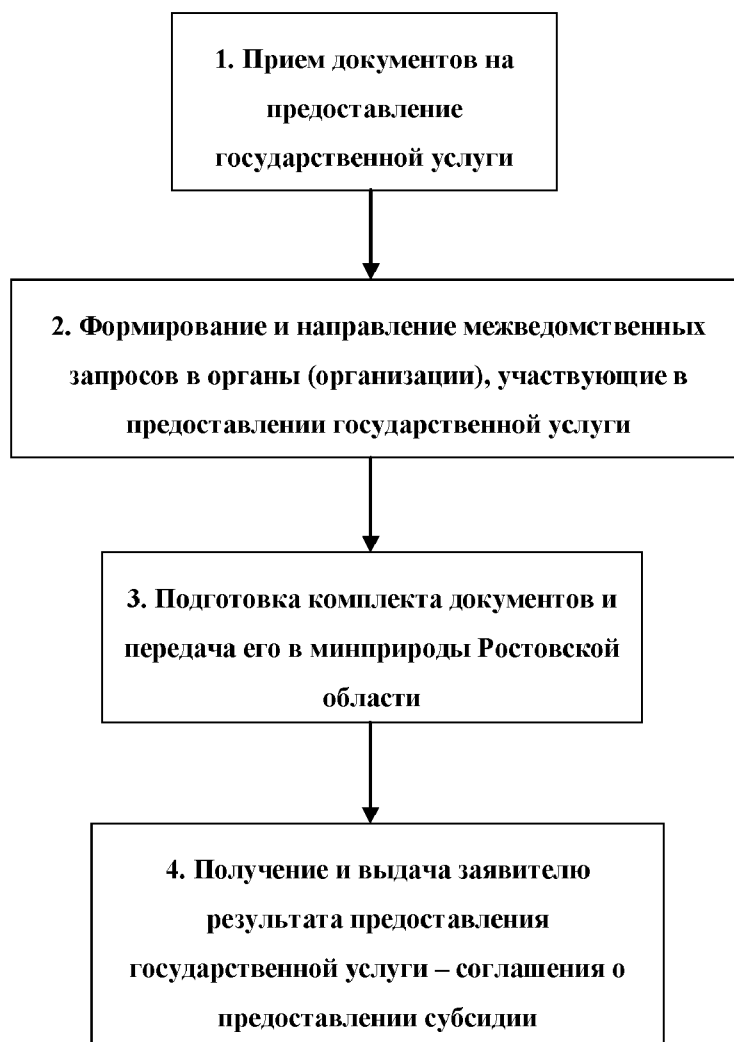 1. Прием документов на
предоставление
государственной услуги
2. Формирование и направление межведомственных
запросов в органы (организации), участвующие в
предоставлении государственной услуги
3. Подготовка комплекта документов и
передача его в минприроды Ростовской
области
4. Получение и выдача заявителю
результата предоставления
государственной услуги – соглашения о
предоставлении субсидии